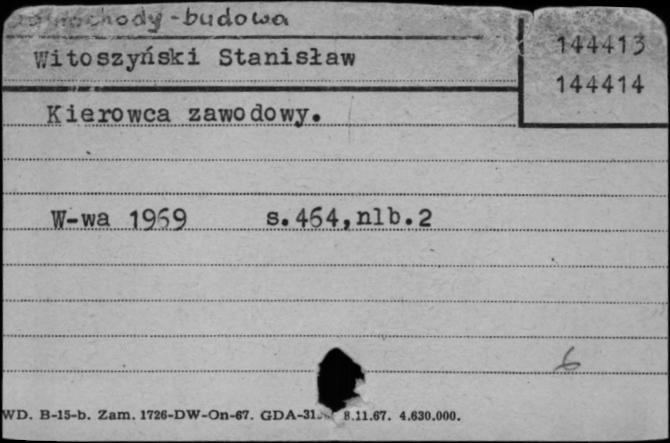 Samochody-budowa
Witoszyński Stanisław
144413
144414
Kierowca zawodowy.
W-wa 1969 s.464,nlb.2
6
WD. B-15-b. Zam. 1726-DW-On-67. GDA-31 8.11.67. 4.630.000.